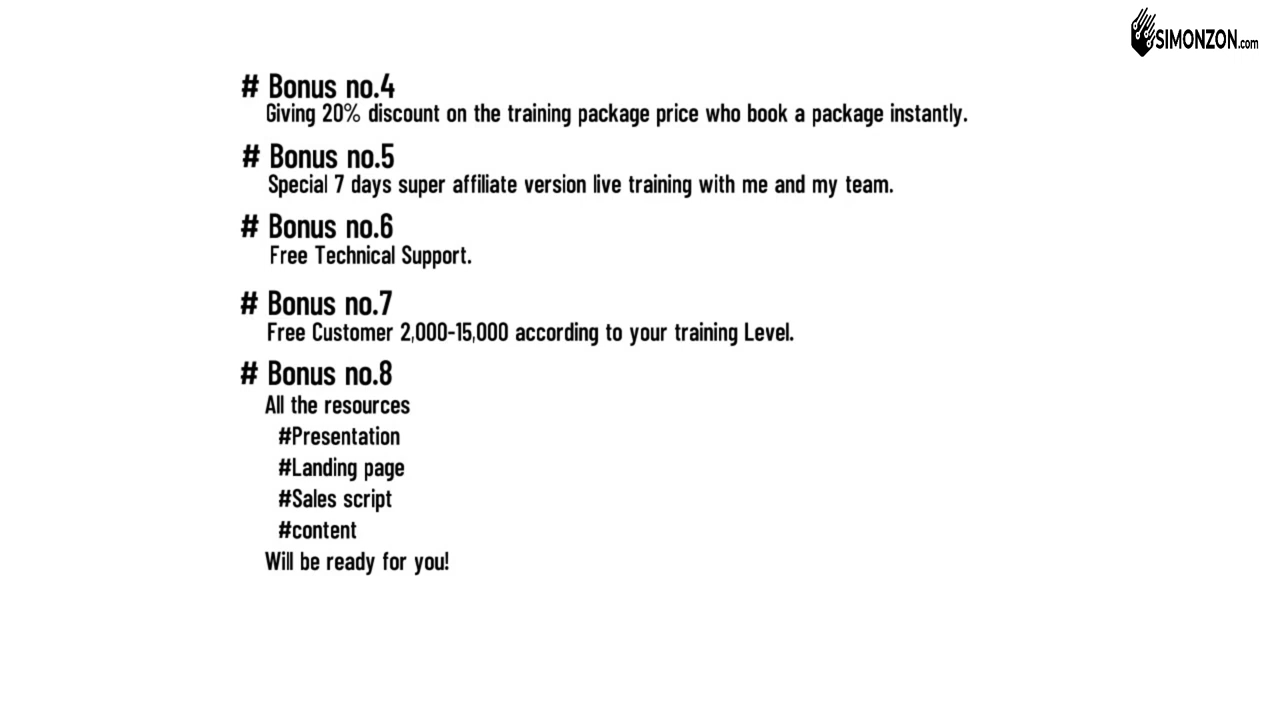 SIMONZON.com
# Bonus no.4
Giving 20% discount on the training package price who book a package instantly.
# Bonus no.5
Special 7 days super affiliate version live training with me and my team.
# Bonus no.6
Free Technical Support.
# Bonus no.7
Free Customer 2,000-15,000 according to your training Level.
# Bonus no.8
All the resources
#Presentation
#Landing page
#Sales script
#content
Will be ready for you!